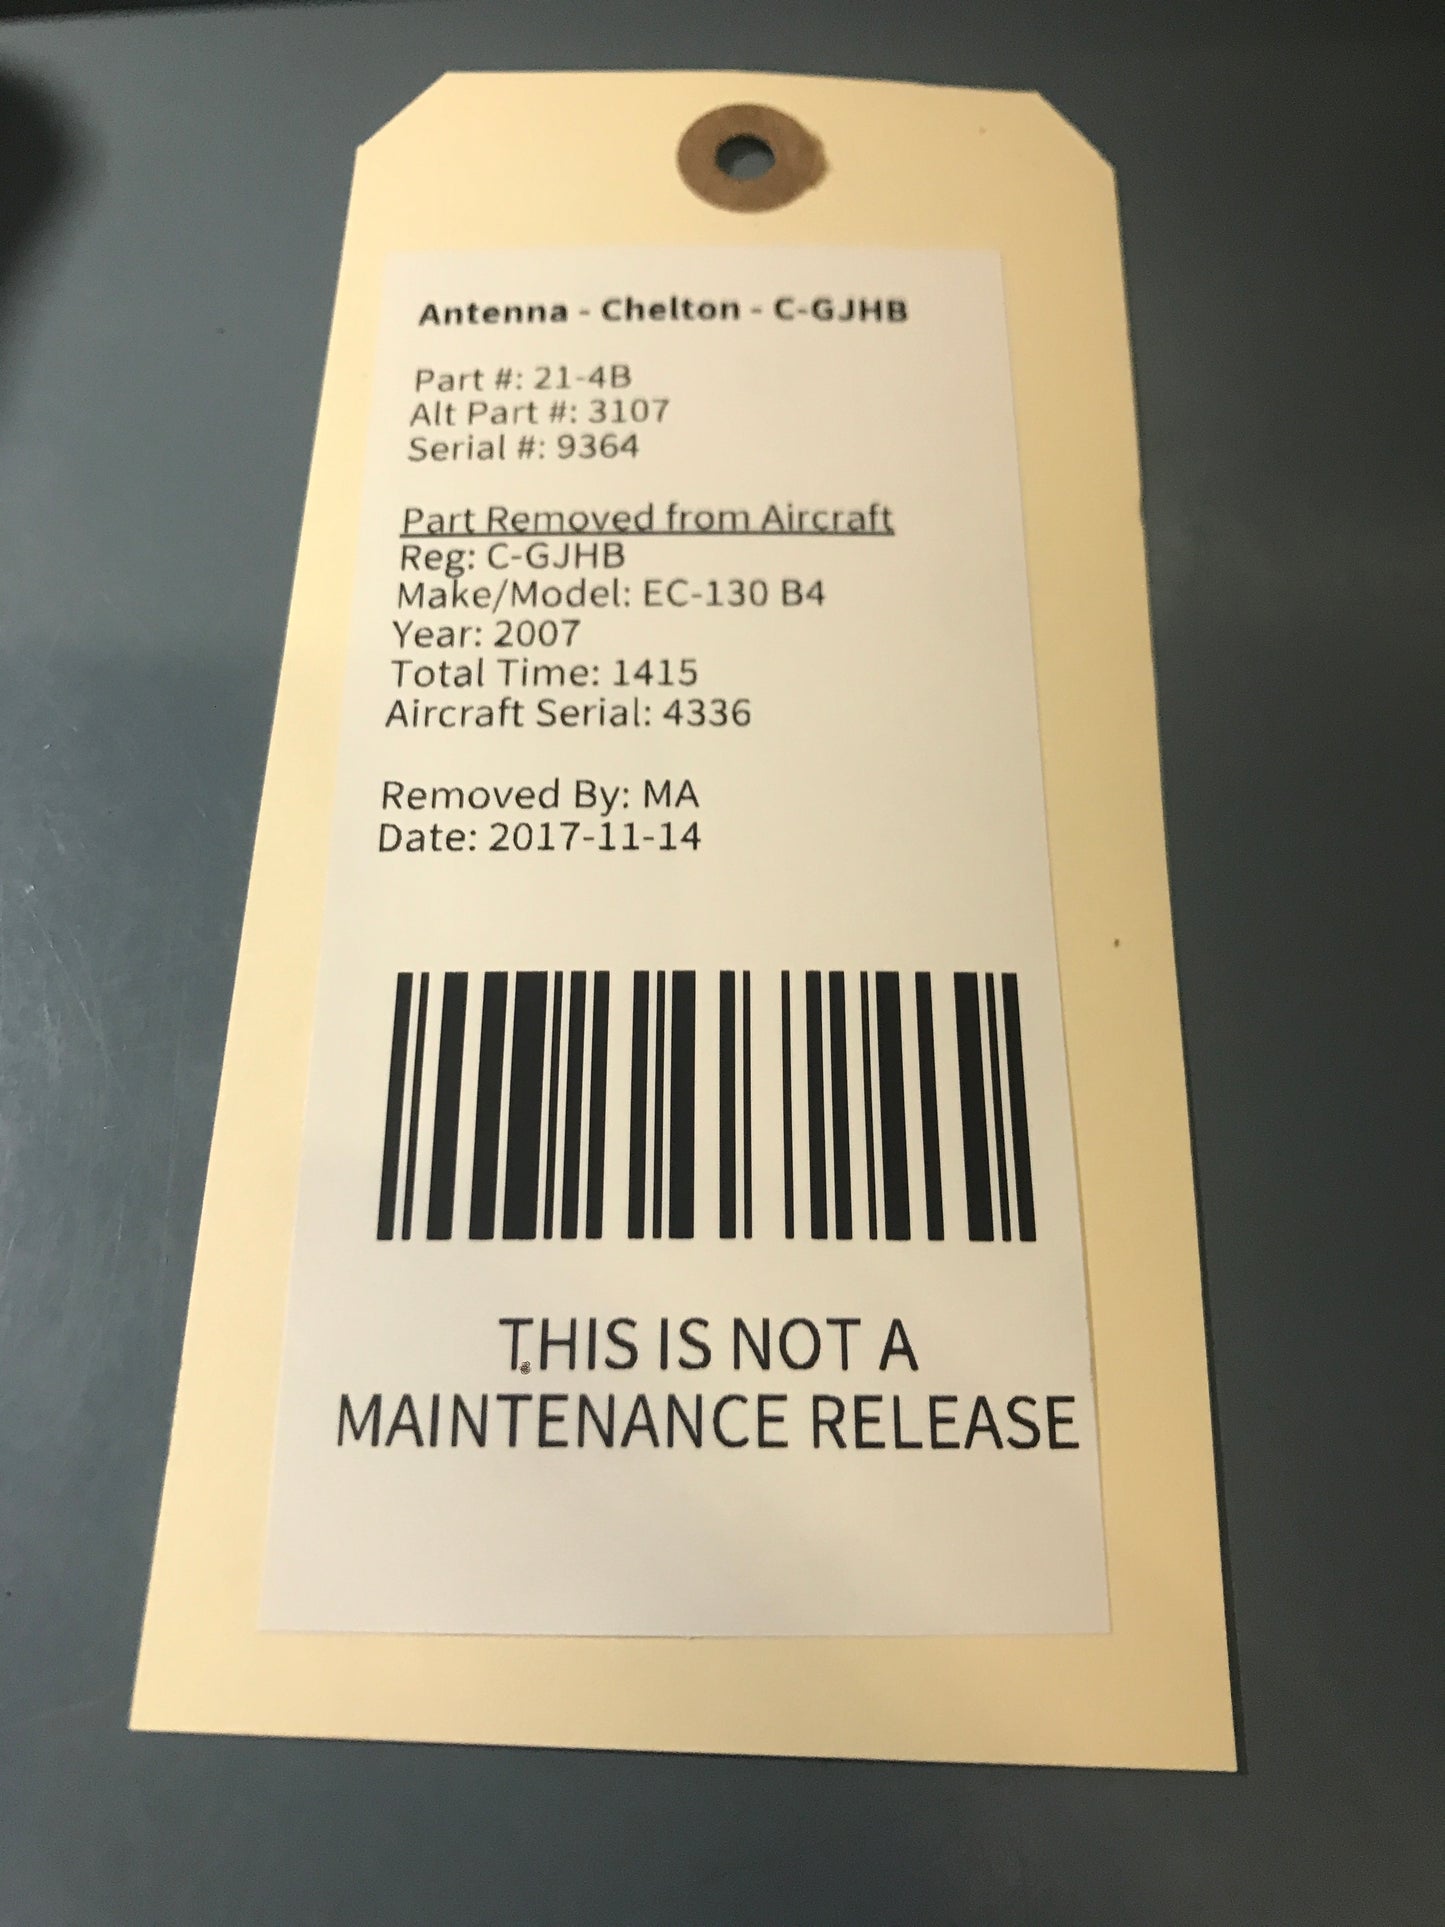 Antenna - Chelton - C-GJHB
Part #: 21-4B
Alt Part #: 3107
Serial #: 9364
Part Removed from Aircraft
Reg: C-GJHB
Make/Model: EC-130 B4
Year: 2007
Total Time: 1415
Aircraft Serial: 4336
Removed By: MA
Date: 2017-11-14
THIS IS NOT A
MAINTENANCE RELEASE